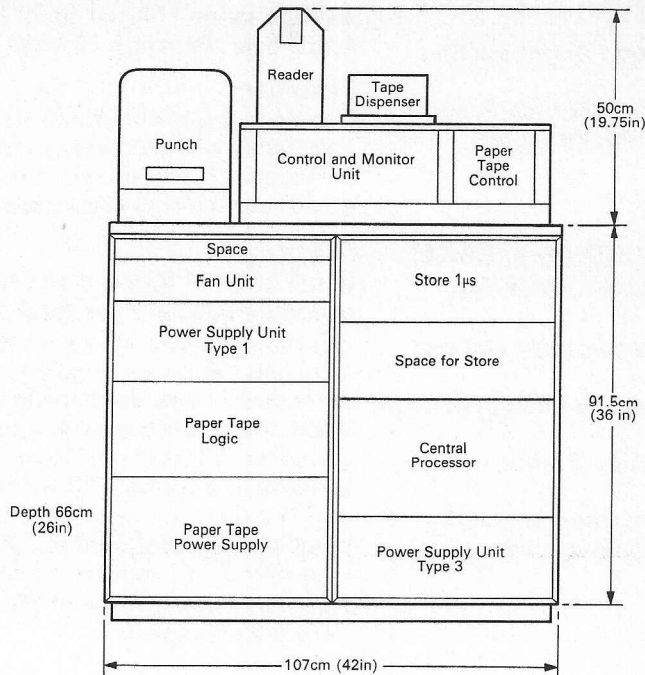 Reader
Tape
Dispenser
50cm
(19.75in)
Punch
Control and Monitor
Unit
Paper
Tape
Control
Space
Fan Unit
Store 1μs
Power Supply Unit
Type 1
Space for Store
91.5cm
(36 in)
Paper Tape
Logic
Central
Processor
Depth 66cm
(26in)
Paper Tape
Power Supply
Power Supply Unit
Type 3
107cm (42in)